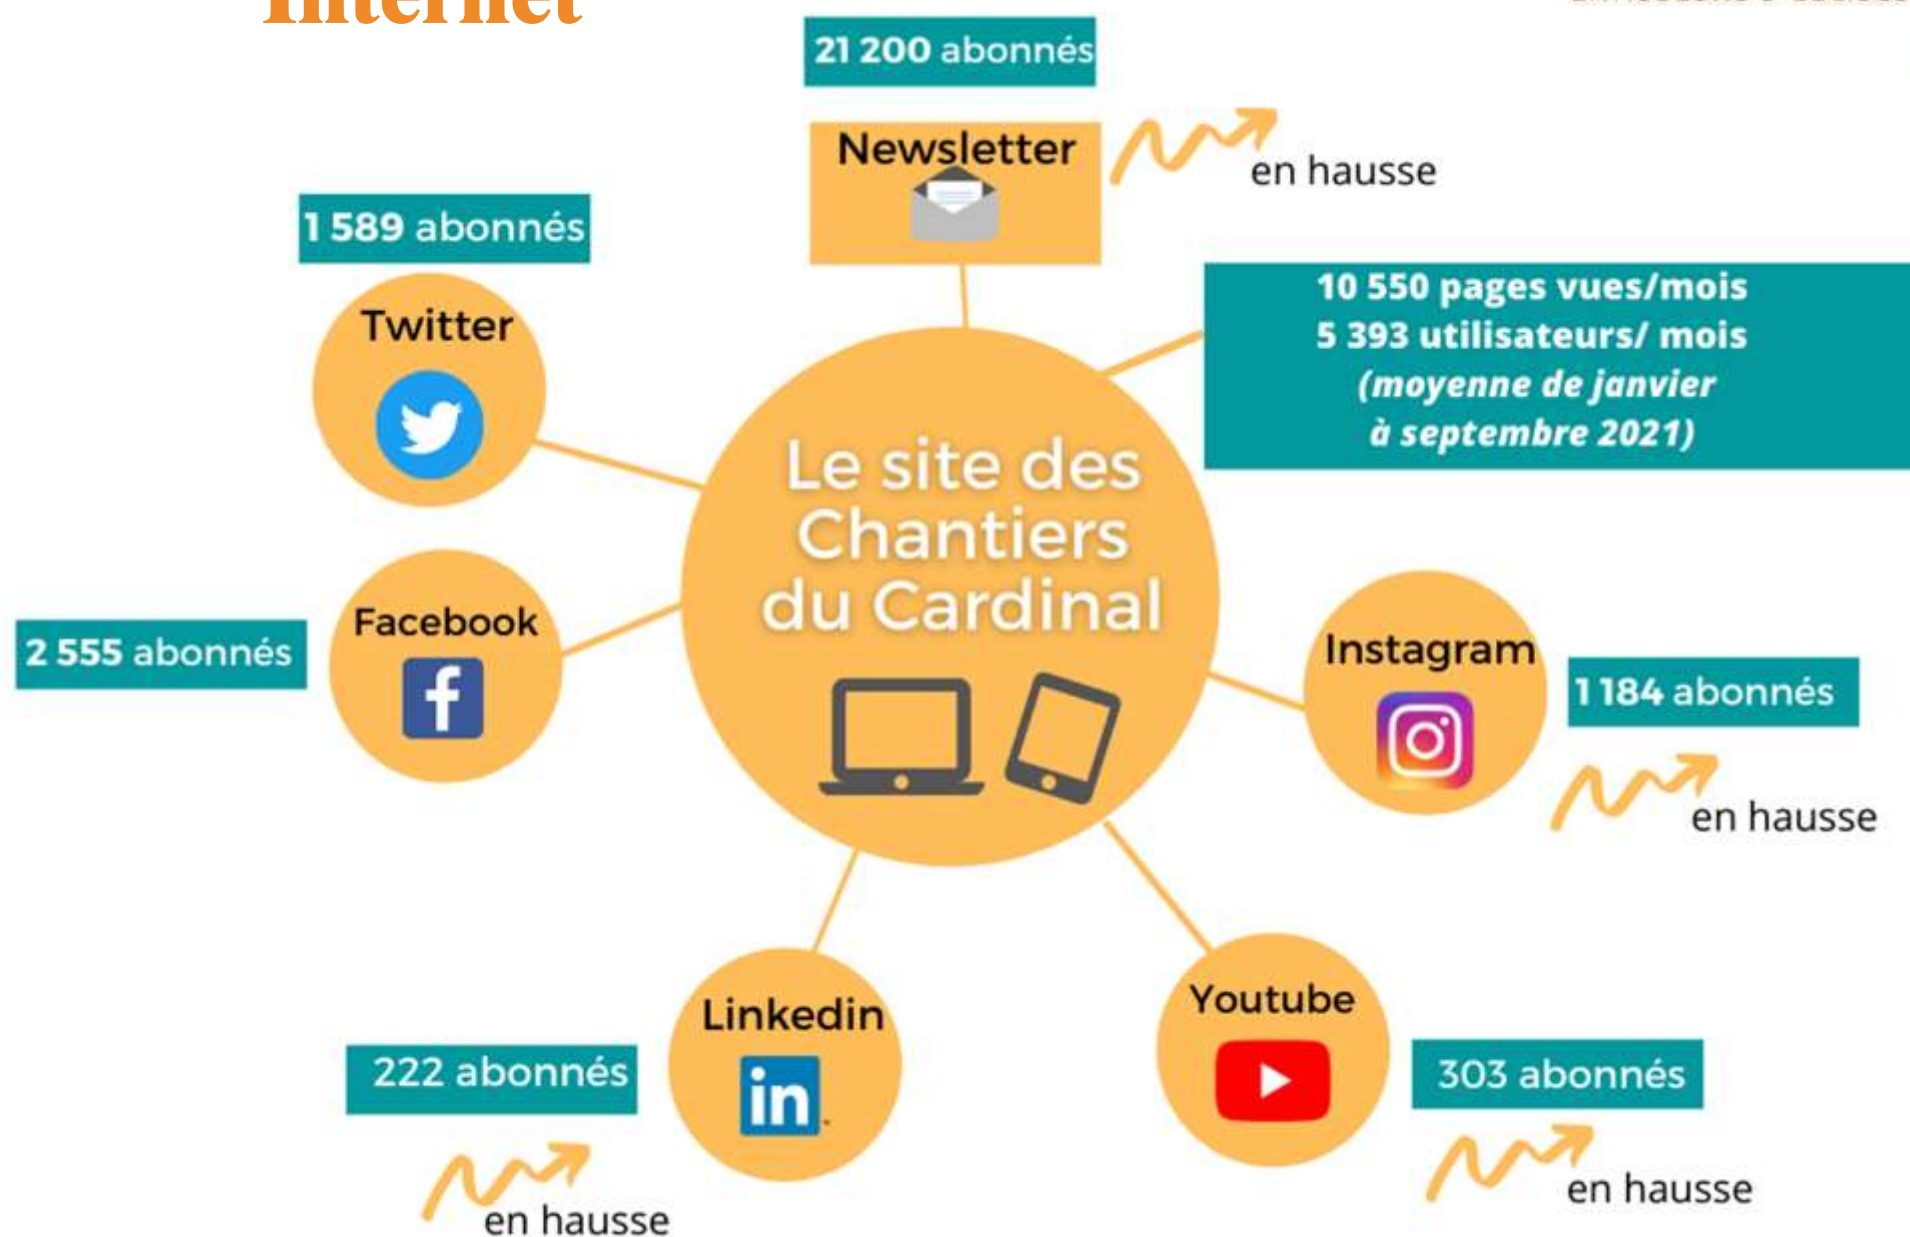 Internet
21 200 abonnés
Newsletter
en hausse
1 589 abonnés
Twitter
10 550 pages vues/mois
5 393 utilisateurs/ mois
(moyenne de janvier
à septembre 2021)
Le site des
Chantiers
du Cardinal
Facebook
2 555 abonnés
Instagram
1 184 abonnés
en hausse
Linkedin
in
222 abonnés
en hausse
Youtube
303 abonnés
en hausse